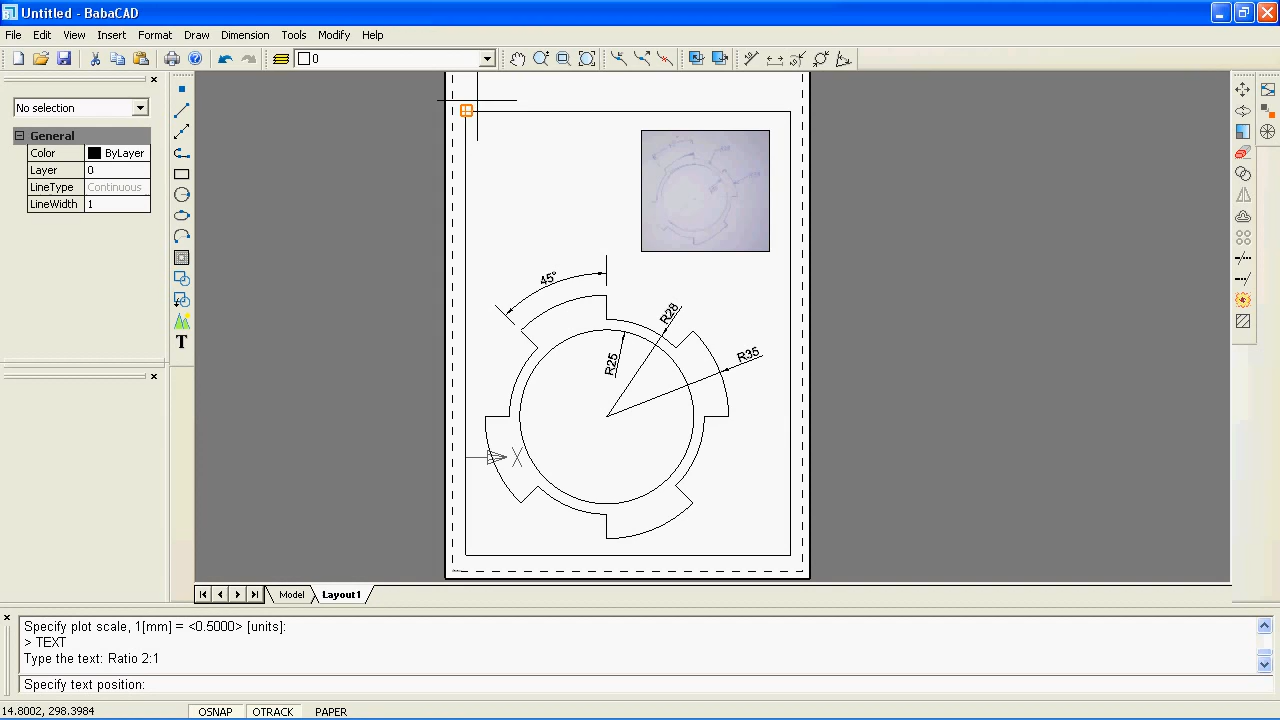 Untitled - BabaCAD
File Edit View Insert Format Draw Dimension Tools Modify Help
0
No selection
General
Color ByLayer
Layer 0
LineType Continuous
LineWidth 1
T
45°
R28
R25
R35
X
Model Layout1
Specify plot scale, 1[mm] = <0.5000> [units]:
> TEXT
Type the text: Ratio 2:1
Specify text position:
14.8002, 298.3984 OSNAP OTRACK PAPER